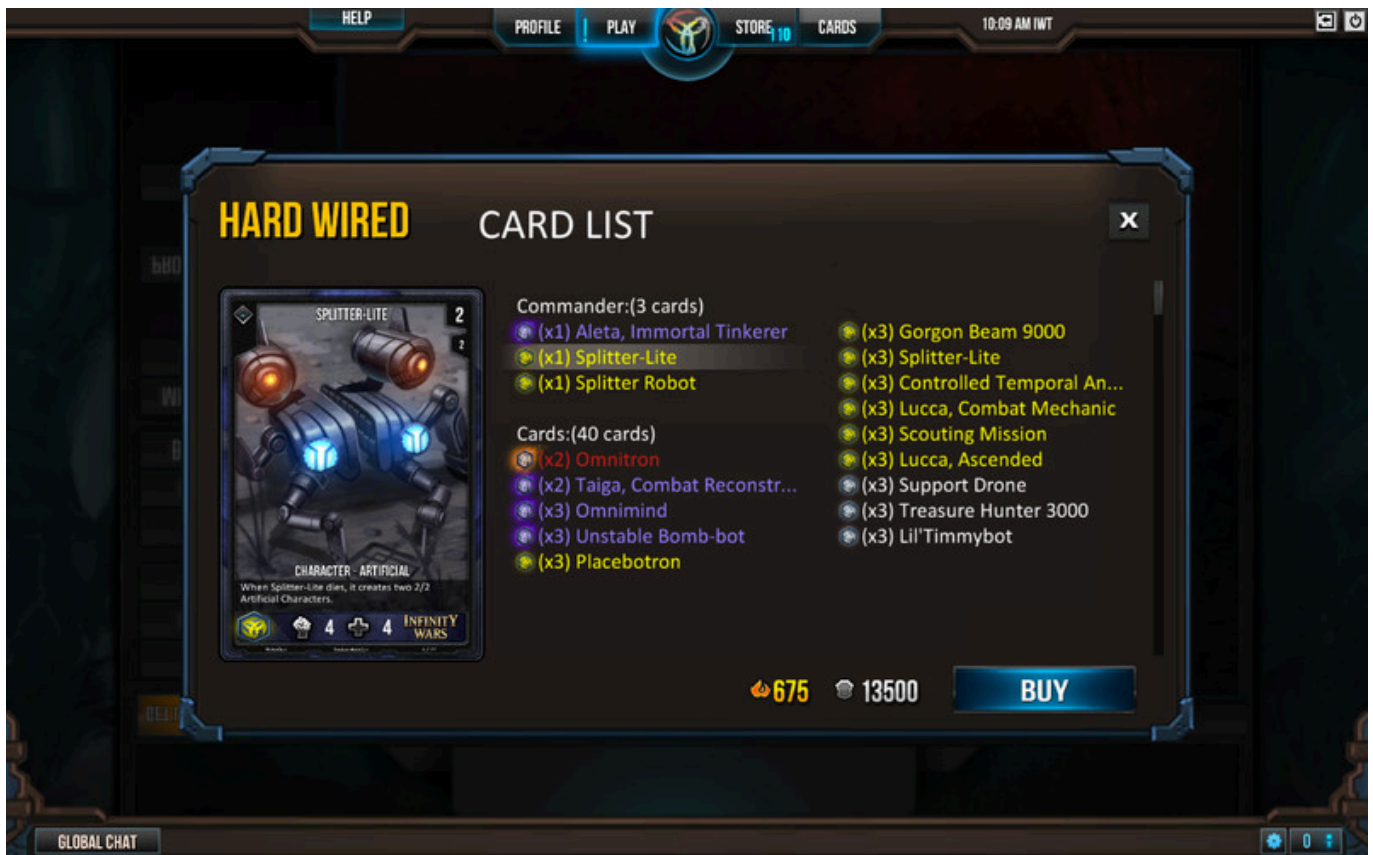 HELP
PROFILE
PLAY
STORE 110
CARDS
10:09 AM IWT
HARD WIRED
CARD LIST
X
SPLITTER-LITE
2
2
CHARACTER - ARTIFICIAL
When Splitter-Lite dies, it creates two 2/2
Artificial Characters.
4
4
INFINITY
WARS
Commander:(3 cards)
(x1) Aleta, Immortal Tinkerer
(x1) Splitter-Lite
(x1) Splitter Robot
Cards:(40 cards)
(x2) Omnitron
(x2) Taiga, Combat Reconstr...
(x3) Omnimind
(x3) Unstable Bomb-bot
(x3) Placebotron
(x3) Gorgon Beam 9000
(x3) Splitter-Lite
(x3) Controlled Temporal An...
(x3) Lucca, Combat Mechanic
(x3) Scouting Mission
(x3) Lucca, Ascended
(x3) Support Drone
(x3) Treasure Hunter 3000
(x3) Lil'Timmybot
675
13500
BUY
GLOBAL CHAT
0